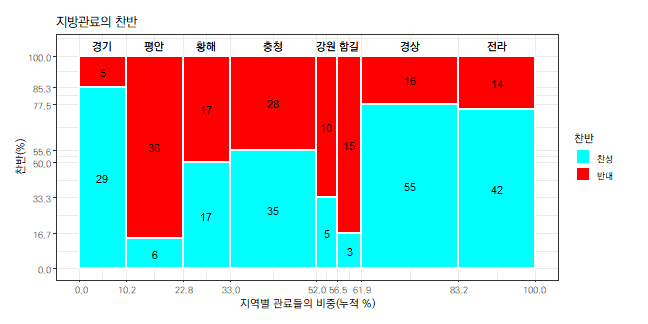 지방관료의 찬반
경기 평안 황해 충청 강원 함길 경상 전라
100.0
85.3
77.5
55.6
50.0
33.3
16.7
0.0
찬반(%)
5 36 17 28 10 15 16 14
29 6 17 35 5 3 55 42
0.0 10.2 22.8 33.0 52.0 56.5 61.9 83.2 100.0
지역별 관료들의 비중(누적 %)
찬반
찬성
반대